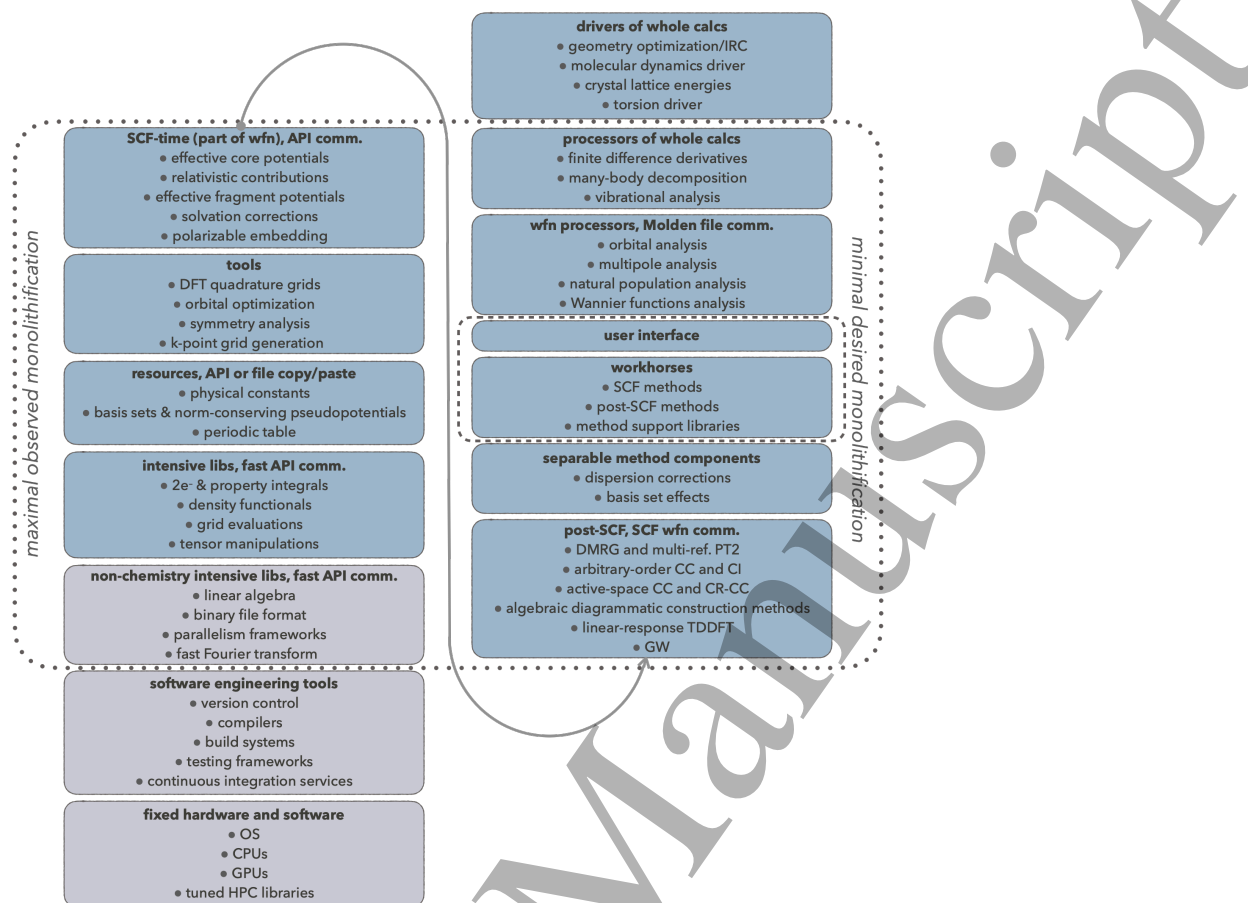 maximal observed monolithification
SCF-time (part of wfn), API comm.
● effective core potentials
● relativistic contributions
● effective fragment potentials
● solvation corrections
● polarizable embedding
tools
● DFT quadrature grids
● orbital optimization
● symmetry analysis
● k-point grid generation
resources, API or file copy/paste
● physical constants
● basis sets & norm-conserving pseudopotentials
● periodic table
intensive libs, fast API comm.
● 2e⁻ & property integrals
● density functionals
● grid evaluations
● tensor manipulations
non-chemistry intensive libs, fast API comm.
● linear algebra
● binary file format
● parallelism frameworks
● fast Fourier transform
software engineering tools
● version control
● compilers
● build systems
● testing frameworks
● continuous integration services
fixed hardware and software
● OS
● CPUs
● GPUs
● tuned HPC libraries
drivers of whole calcs
● geometry optimization/IRC
● molecular dynamics driver
● crystal lattice energies
● torsion driver
processors of whole calcs
● finite difference derivatives
● many-body decomposition
● vibrational analysis
wfn processors, Molden file comm.
● orbital analysis
● multipole analysis
● natural population analysis
● Wannier functions analysis
user interface
workhorses
● SCF methods
● post-SCF methods
● method support libraries
separable method components
● dispersion corrections
● basis set effects
post-SCF, SCF wfn comm.
● DMRG and multi-ref. PT2
● arbitrary-order CC and CI
● active-space CC and CR-CC
● algebraic diagrammatic construction methods
● linear-response TDDFT
● GW
minimal desired monolithification
Manuscript